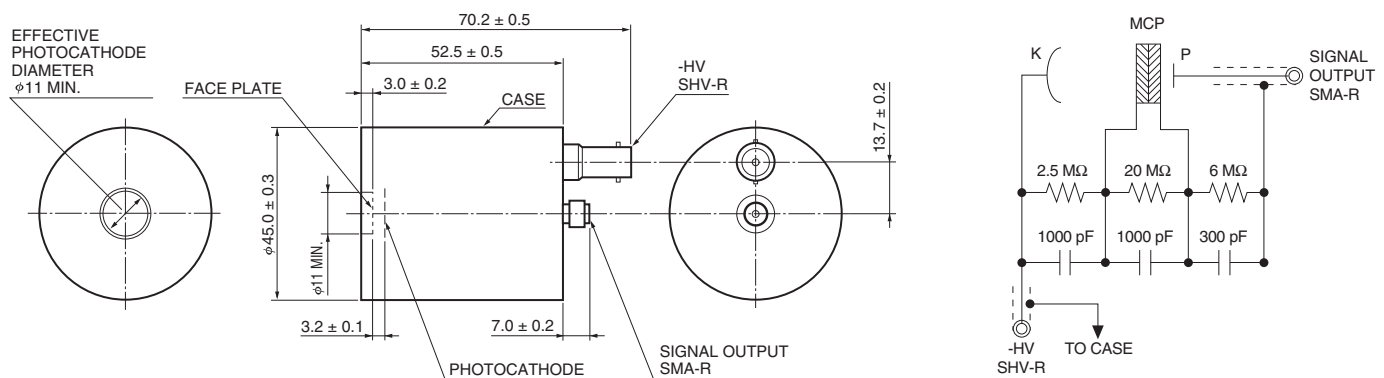 EFFECTIVE
PHOTOCATHODE
DIAMETER
φ11 MIN.
FACE PLATE
70.2 ± 0.5
52.5 ± 0.5
3.0 ± 0.2
CASE
-HV
SHV-R
φ45.0 ± 0.3
φ11 MIN.
3.2 ± 0.1
PHOTOCATHODE
7.0 ± 0.2
SIGNAL OUTPUT
SMA-R
13.7 ± 0.2
MCP
K
P
SIGNAL
OUTPUT
SMA-R
2.5 MΩ
20 MΩ
6 MΩ
1000 pF
1000 pF
300 pF
-HV
SHV-R
TO CASE